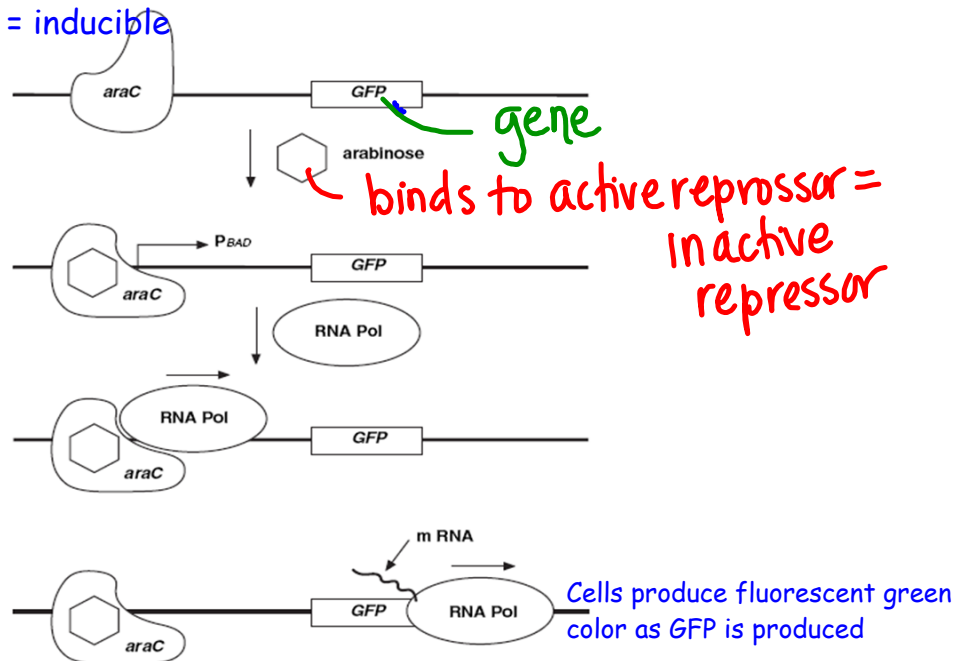 = inducible
araC
GFP
gene
arabinose
binds to active reprossor =
inactive
repressor
PBAD
araC
GFP
RNA Pol
RNA Pol
araC
GFP
m RNA
araC
GFP
RNA Pol
Cells produce fluorescent green
color as GFP is produced